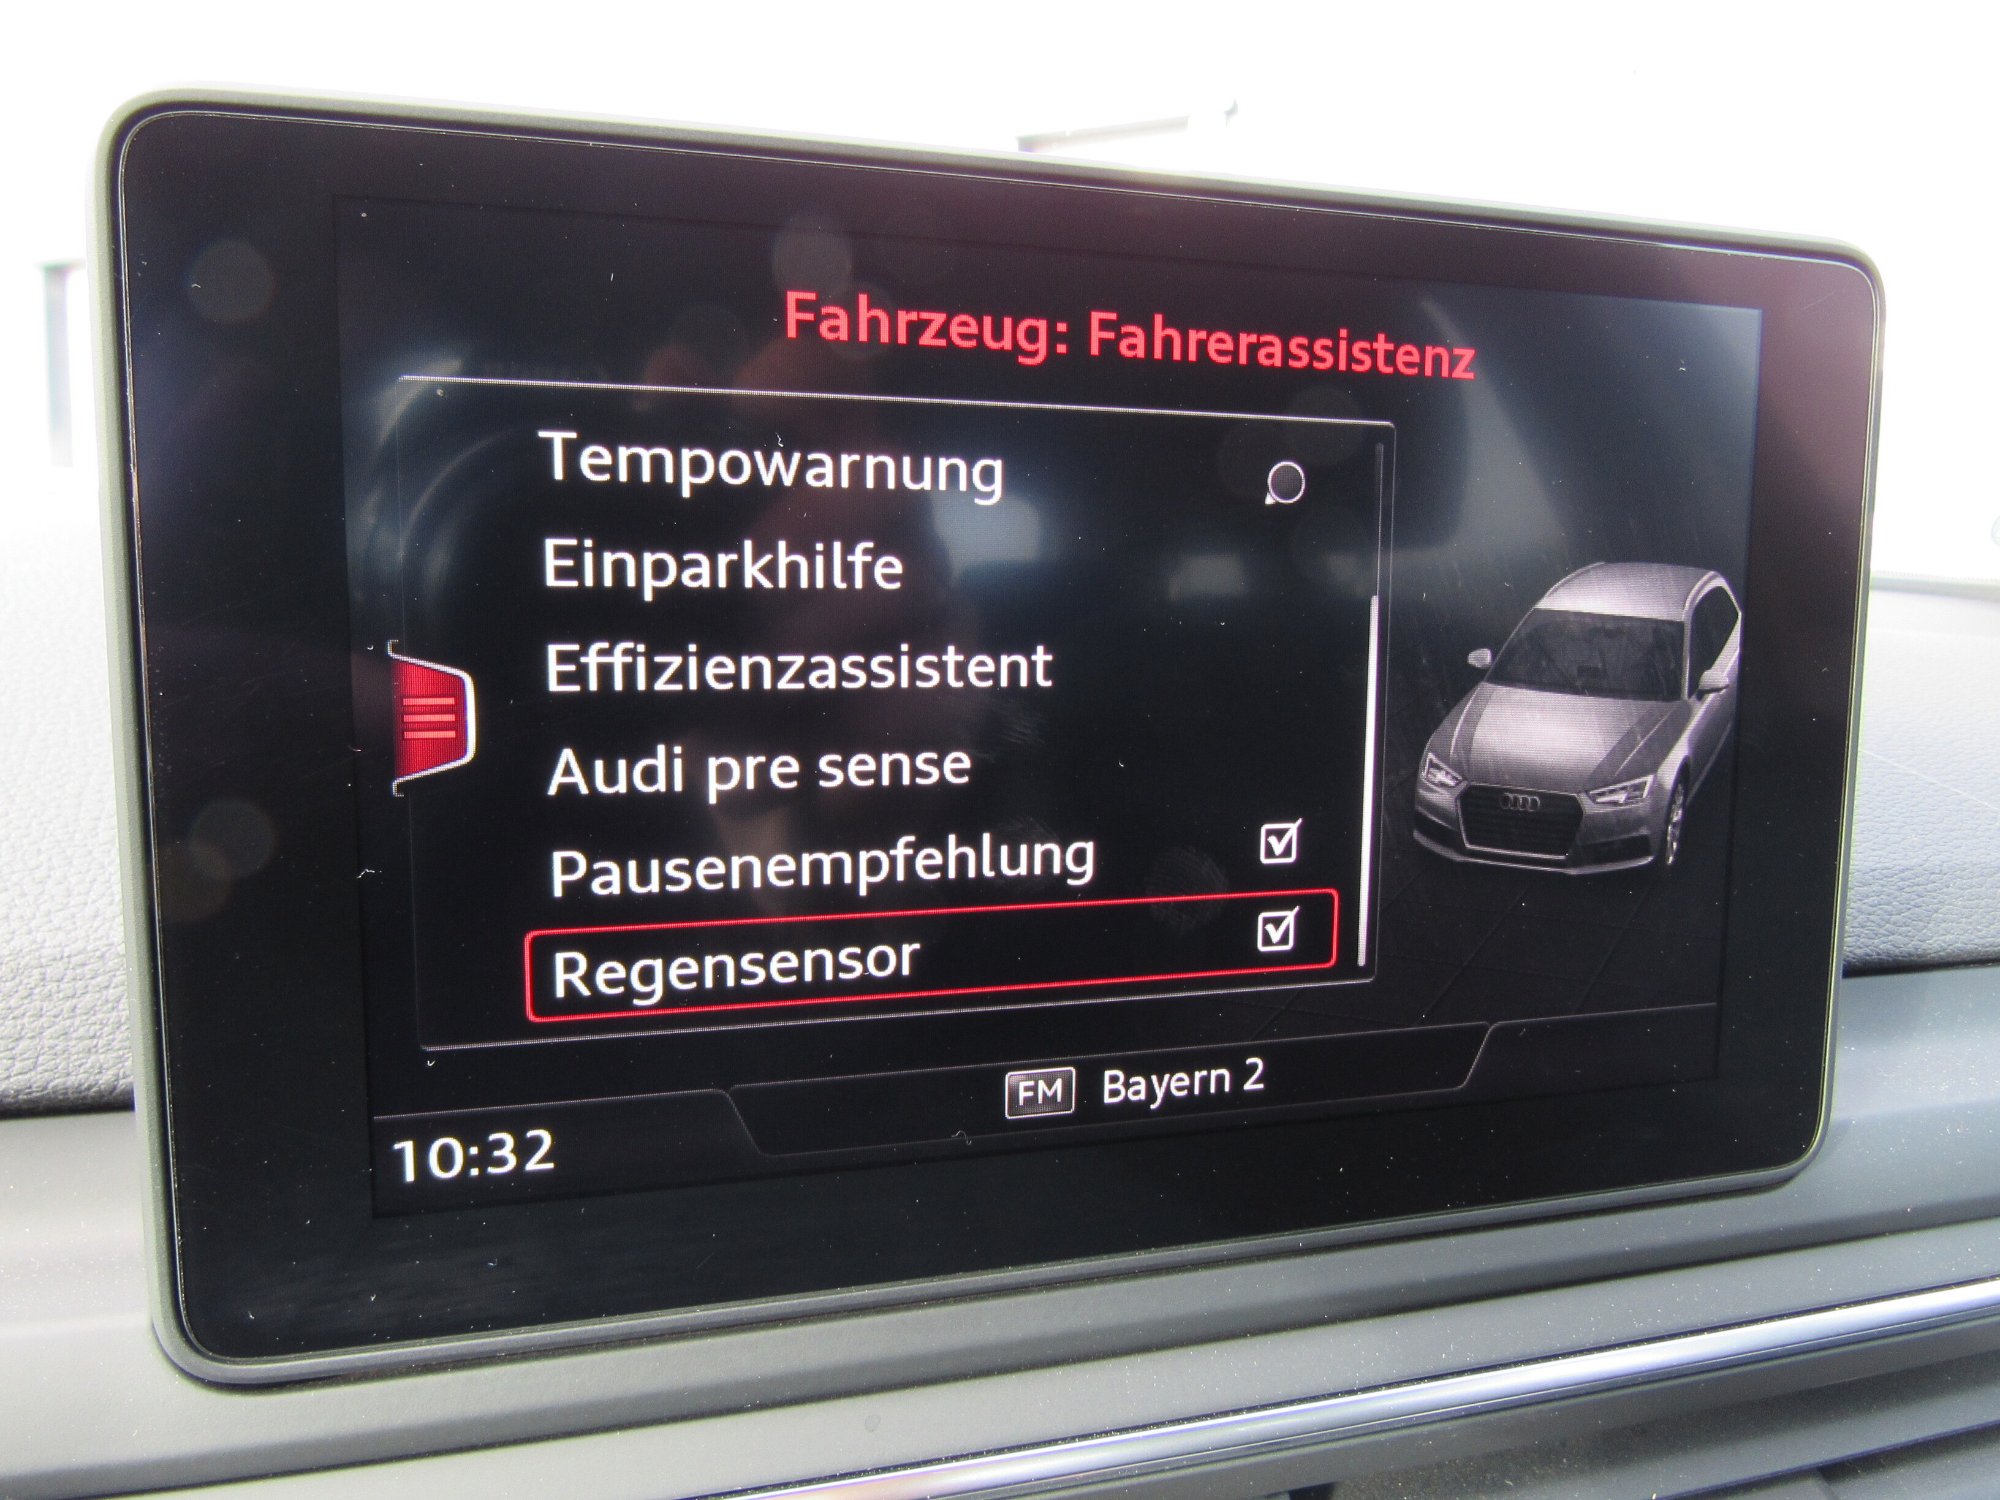 Fahrzeug: Fahrerassistenz
Tempowarnung
Einparkhilfe
Effizienzassistent
Audi pre sense
Pausenempfehlung
Regensensor
FM Bayern 2
10:32